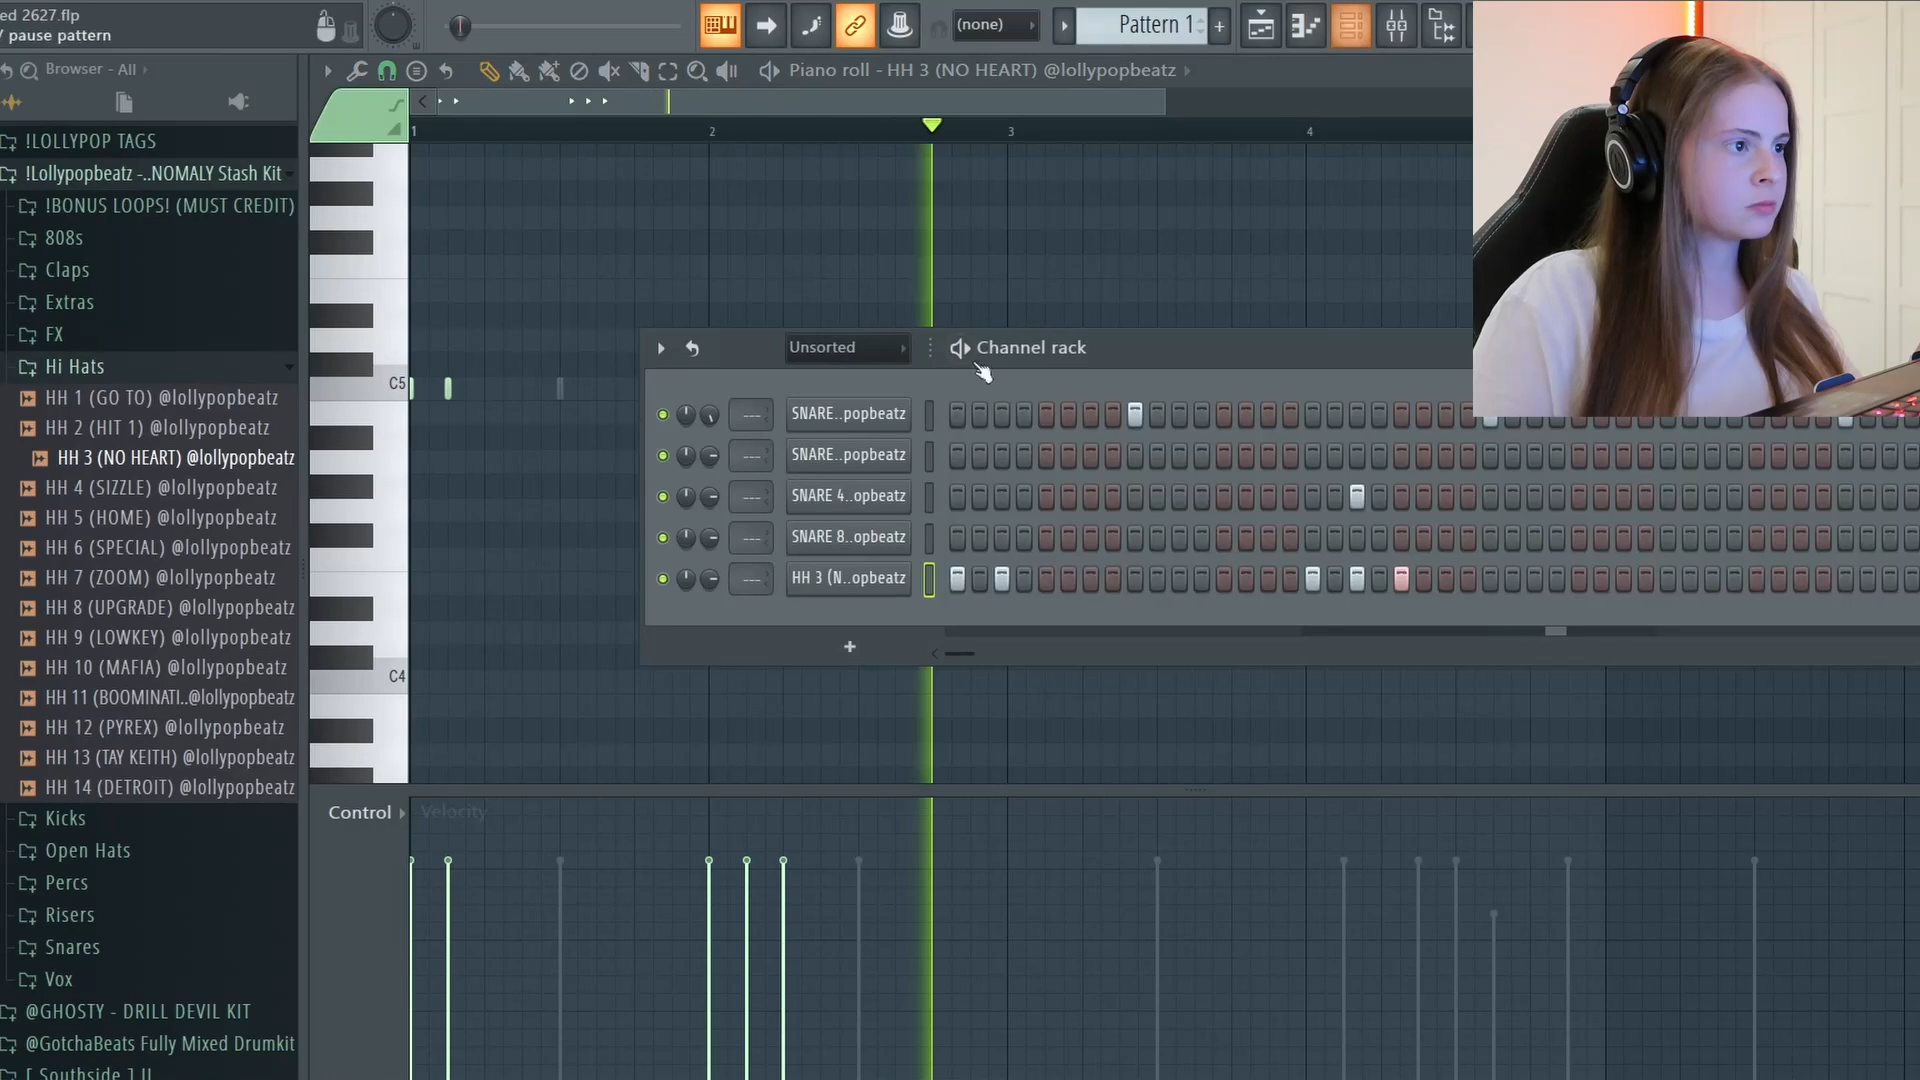 ed 2627.flp
/ pause pattern
(none)
Pattern 1
+
Browser - All
Piano roll - HH 3 (NO HEART) @lollypopbeatz
!LOLLYPOP TAGS
!Lollypopbeatz -..NOMALY Stash Kit
!BONUS LOOPS! (MUST CREDIT)
808s
Claps
Extras
FX
Hi Hats
HH 1 (GO TO) @lollypopbeatz
HH 2 (HIT 1) @lollypopbeatz
HH 3 (NO HEART) @lollypopbeatz
HH 4 (SIZZLE) @lollypopbeatz
HH 5 (HOME) @lollypopbeatz
HH 6 (SPECIAL) @lollypopbeatz
HH 7 (ZOOM) @lollypopbeatz
HH 8 (UPGRADE) @lollypopbeatz
HH 9 (LOWKEY) @lollypopbeatz
HH 10 (MAFIA) @lollypopbeatz
HH 11 (BOOMINATI..@lollypopbeatz
HH 12 (PYREX) @lollypopbeatz
HH 13 (TAY KEITH) @lollypopbeatz
HH 14 (DETROIT) @lollypopbeatz
Kicks
Open Hats
Percs
Risers
Snares
Vox
@GHOSTY - DRILL DEVIL KIT
@GotchaBeats Fully Mixed Drumkit
[ Southside ] II
1 2 3 4
C5
C4
Unsorted
Channel rack
SNARE..popbeatz
SNARE..popbeatz
SNARE 4..opbeatz
SNARE 8..opbeatz
HH 3 (N..opbeatz
+
Control
Velocity